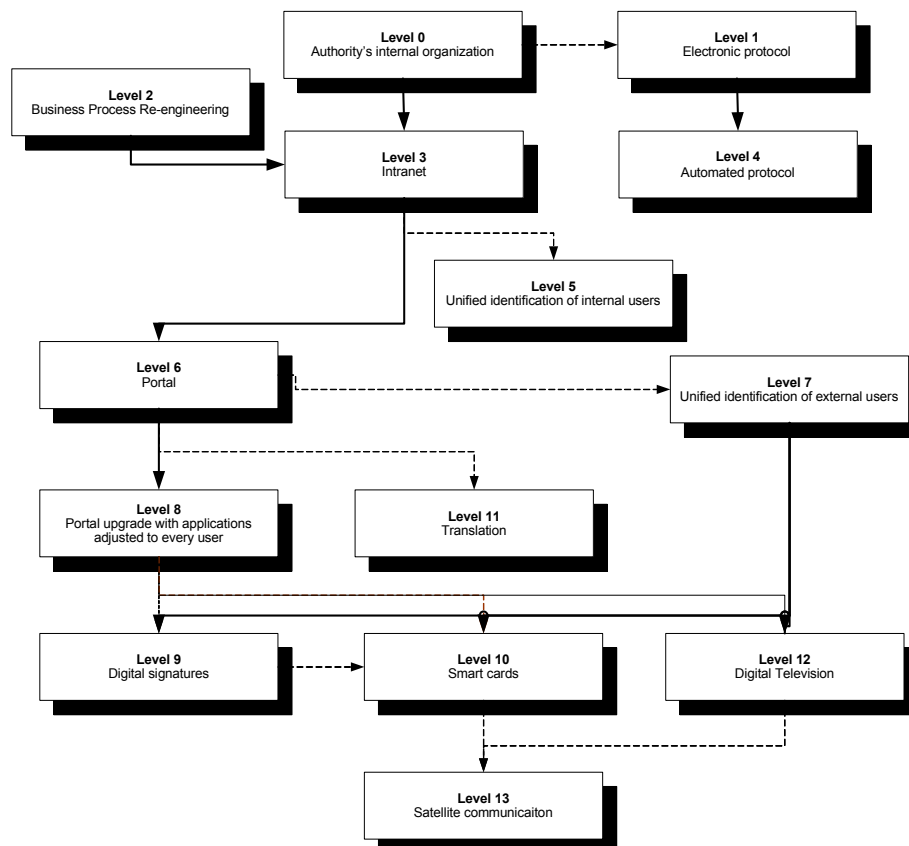 Level 0
Authority's internal organization
Level 1
Electronic protocol
Level 2
Business Process Re-engineering
Level 3
Intranet
Level 4
Automated protocol
Level 5
Unified identification of internal users
Level 6
Portal
Level 7
Unified identification of external users
Level 8
Portal upgrade with applications
adjusted to every user
Level 11
Translation
Level 9
Digital signatures
Level 10
Smart cards
Level 12
Digital Television
Level 13
Satellite communicaiton